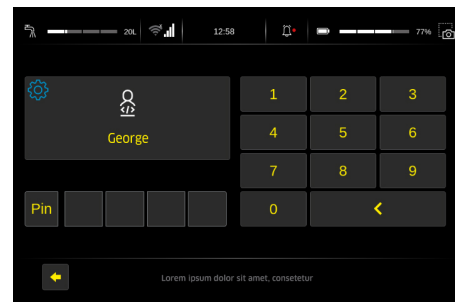 20L 12:58 77%
George
1 2 3
4 5 6
7 8 9
Pin 0
Lorem ipsum dolor sit amet, consetetur